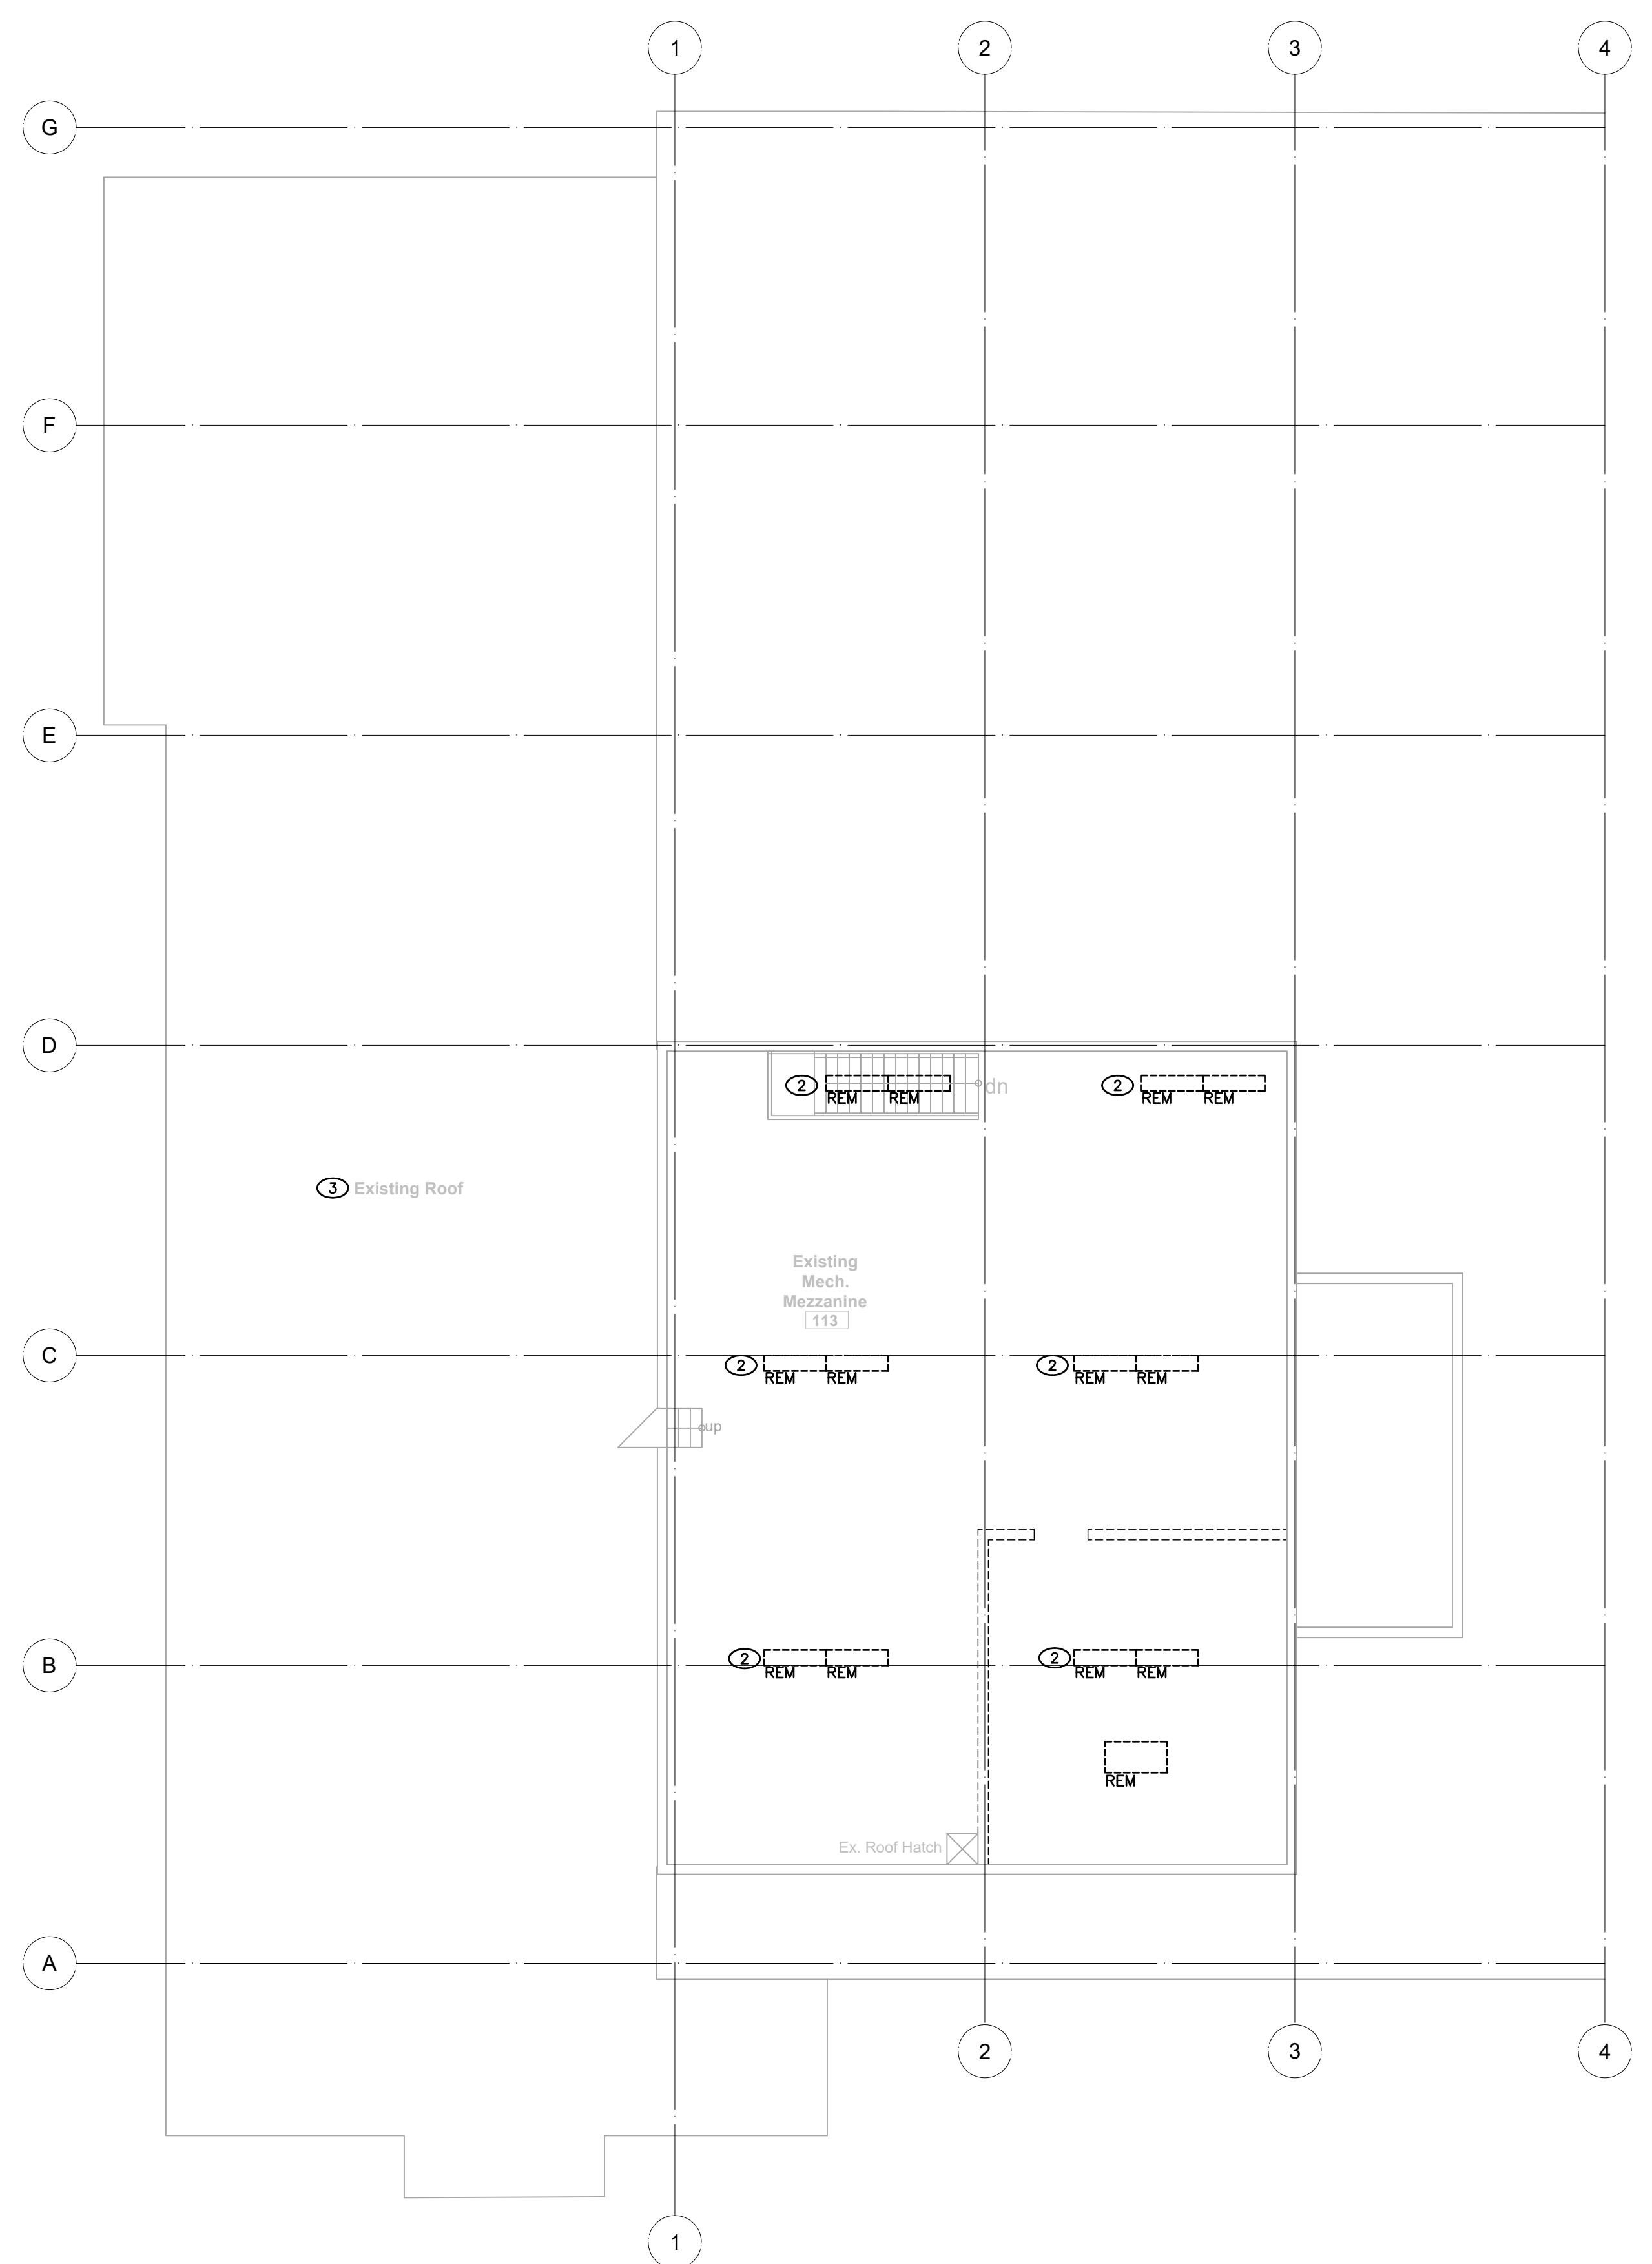 1 2 3 4
G
F
E
D
2 REM REM dn 2 REM REM
3 Existing Roof
Existing
Mech.
Mezzanine
113
C
2 REM REM 2 REM REM
up
B
2 REM REM 2 REM REM
REM
Ex. Roof Hatch
A
2 3 4
1